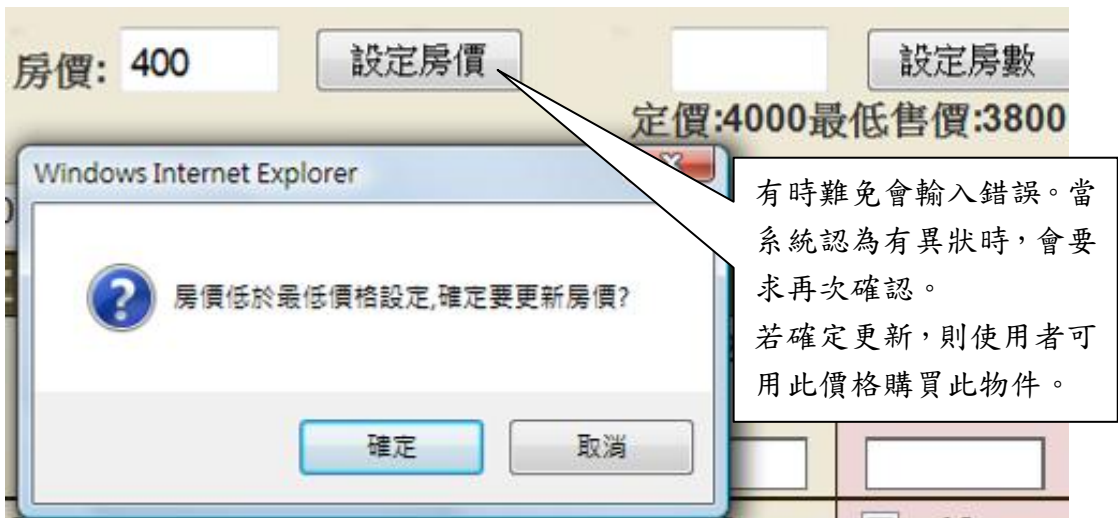 房價: 400 設定房價 設定房數
定價:4000最低售價:3800
Windows Internet Explorer
有時難免會輸入錯誤。當
系統認為有異狀時，會要
求再次確認。
若確定更新，則使用者可
用此價格購買此物件。
房價低於最低價格設定,確定要更新房價?
確定 取消